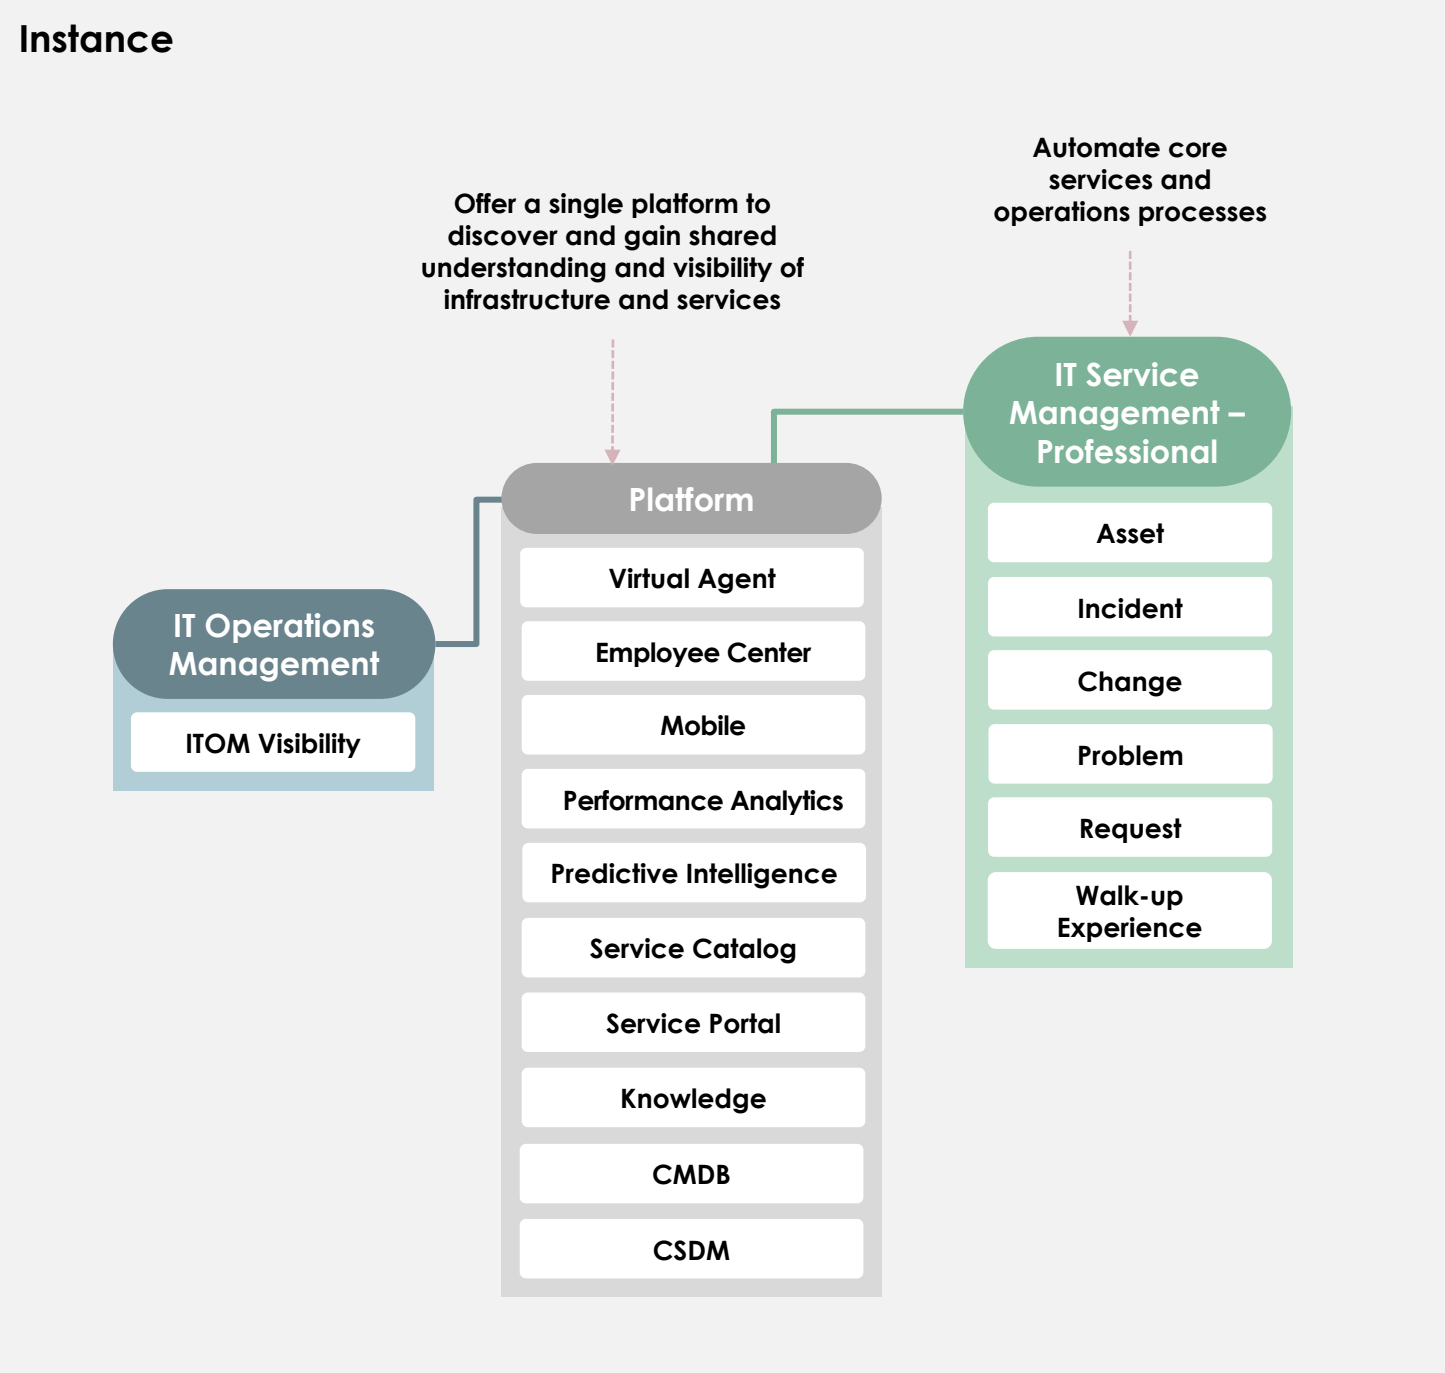 Instance
Automate core
services and
operations processes
Offer a single platform to
discover and gain shared
understanding and visibility of
infrastructure and services
IT Operations
Management
ITOM Visibility
Platform
Virtual Agent
Employee Center
Mobile
Performance Analytics
Predictive Intelligence
Service Catalog
Service Portal
Knowledge
CMDB
CSDM
IT Service
Management –
Professional
Asset
Incident
Change
Problem
Request
Walk-up
Experience